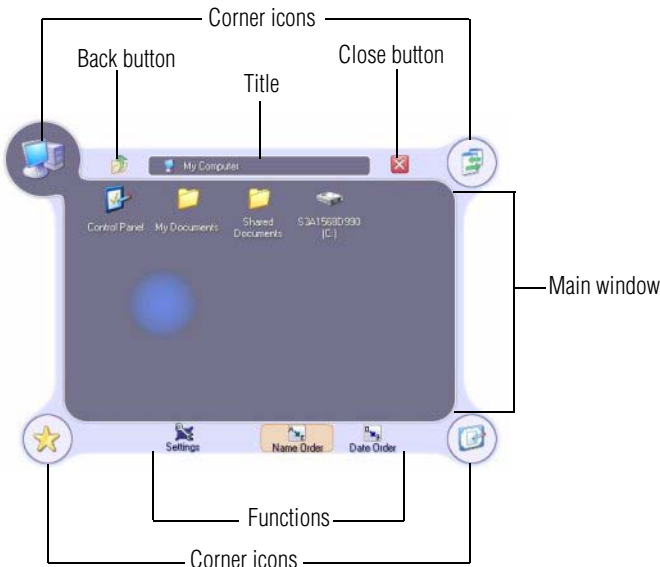 Corner icons
Back button
Close button
Title
My Computer
Control Panel
My Documents
Shared
Documents
S3A1568D990
(C:)
Main window
Settings
Name Order
Date Order
Functions
Corner icons